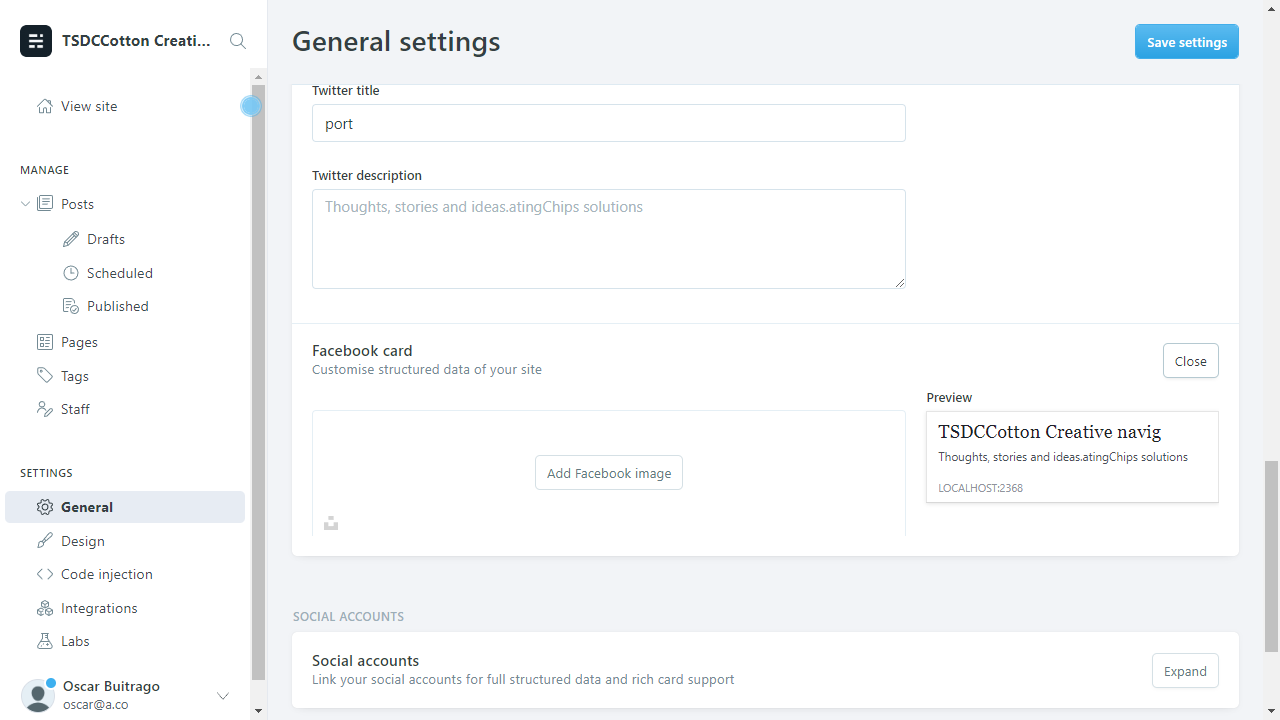 TSDCCotton Creati...
View site
MANAGE
Posts
Drafts
Scheduled
Published
Pages
Tags
Staff
SETTINGS
General
Design
Code injection
Integrations
Labs
Oscar Buitrago
oscar@a.co
General settings
Save settings
Twitter title
port
Twitter description
Thoughts, stories and ideas.atingChips solutions
Facebook card
Customise structured data of your site
Close
Add Facebook image
Preview
TSDCCotton Creative navig
Thoughts, stories and ideas.atingChips solutions
LOCALHOST:2368
SOCIAL ACCOUNTS
Social accounts
Link your social accounts for full structured data and rich card support
Expand